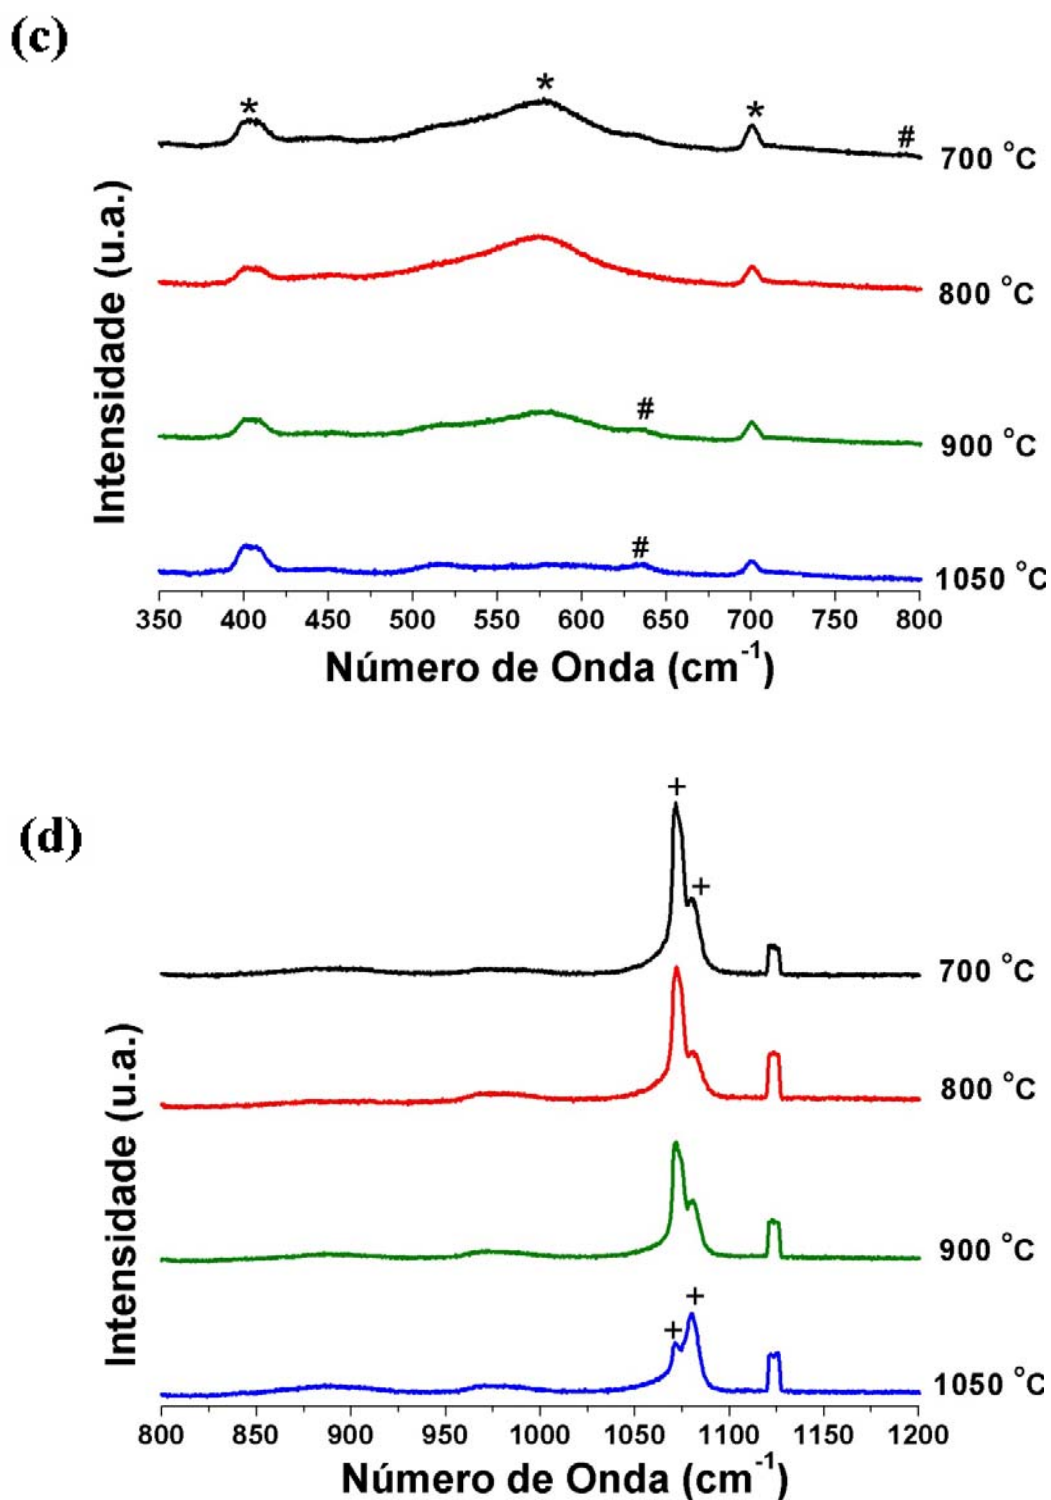 (c)
* * * #
700 °C
800 °C
#
900 °C
#
1050 °C
Intensidade (u.a.)
350 400 450 500 550 600 650 700 750 800
Número de Onda (cm⁻¹)
(d)
+
+
700 °C
800 °C
900 °C
+ +
1050 °C
Intensidade (u.a.)
800 850 900 950 1000 1050 1100 1150 1200
Número de Onda (cm⁻¹)